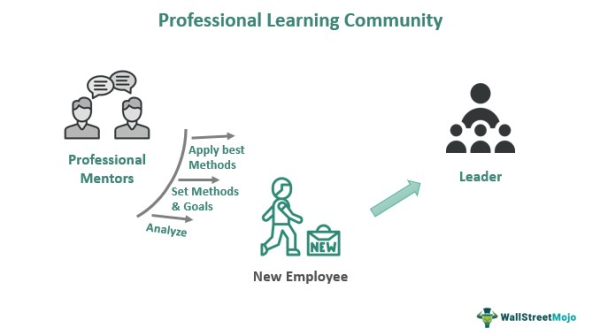 Professional Learning Community
Professional
Mentors
Apply best
Methods
Set Methods
& Goals
Analyze
NEW
New Employee
Leader
WallStreetMojo